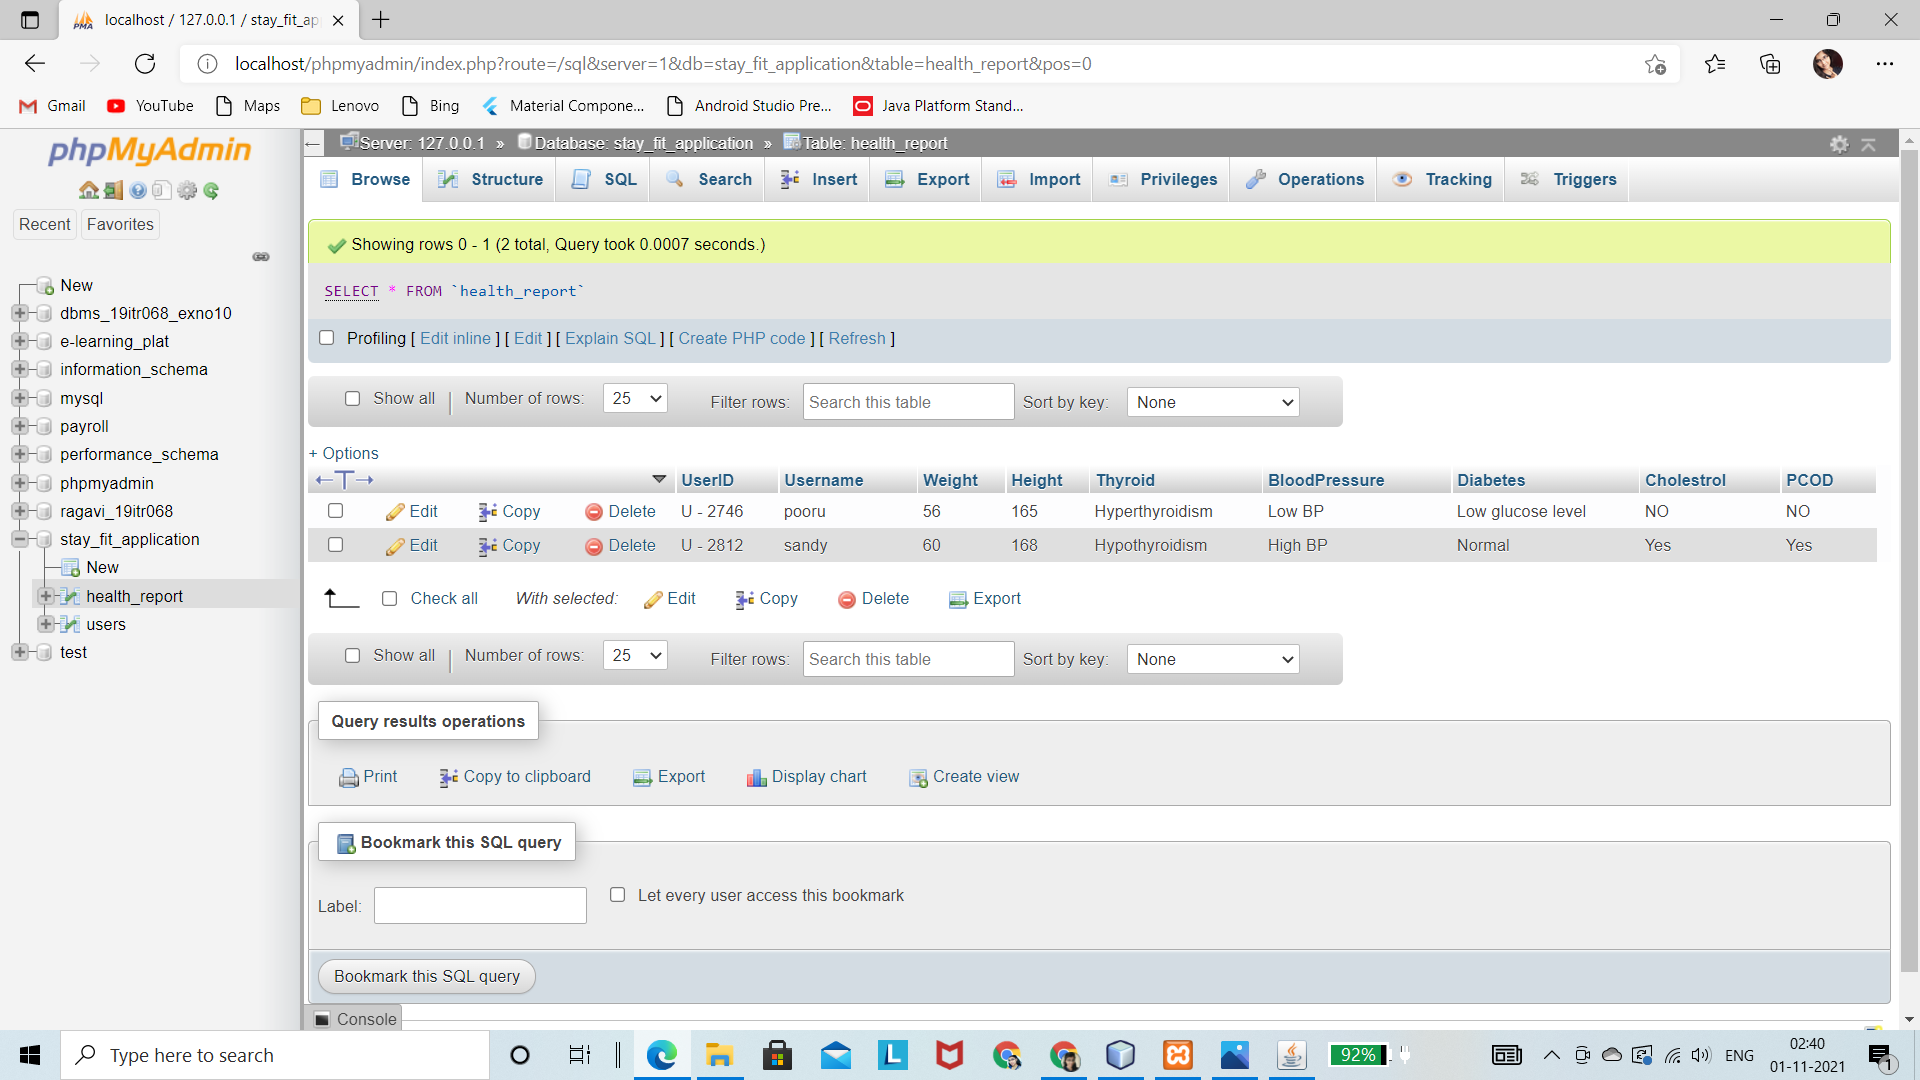 localhost / 127.0.0.1 / stay_fit_ap
localhost/phpmyadmin/index.php?route=/sql&server=1&db=stay_fit_application&table=health_report&pos=0
Gmail YouTube Maps Lenovo Bing Material Compone... Android Studio Pre... Java Platform Stand...
phpMyAdmin
Recent Favorites
New
dbms_19itr068_exno10
e-learning_plat
information_schema
mysql
payroll
performance_schema
phpmyadmin
ragavi_19itr068
stay_fit_application
New
health_report
users
test
Server: 127.0.0.1 » Database: stay_fit_application » Table: health_report
Browse Structure SQL Search Insert Export Import Privileges Operations Tracking Triggers
Showing rows 0 - 1 (2 total, Query took 0.0007 seconds.)
SELECT * FROM `health_report`
Profiling [ Edit inline ] [ Edit ] [ Explain SQL ] [ Create PHP code ] [ Refresh ]
Show all | Number of rows: 25 Filter rows: Search this table Sort by key: None
+ Options
←T→ UserID Username Weight Height Thyroid BloodPressure Diabetes Cholestrol PCOD
Edit Copy Delete U - 2746 pooru 56 165 Hyperthyroidism Low BP Low glucose level NO NO
Edit Copy Delete U - 2812 sandy 60 168 Hypothyroidism High BP Normal Yes Yes
Check all With selected: Edit Copy Delete Export
Show all | Number of rows: 25 Filter rows: Search this table Sort by key: None
Query results operations
Print Copy to clipboard Export Display chart Create view
Bookmark this SQL query
Label: Let every user access this bookmark
Bookmark this SQL query
Console
Type here to search
92%
ENG
02:40
01-11-2021
1